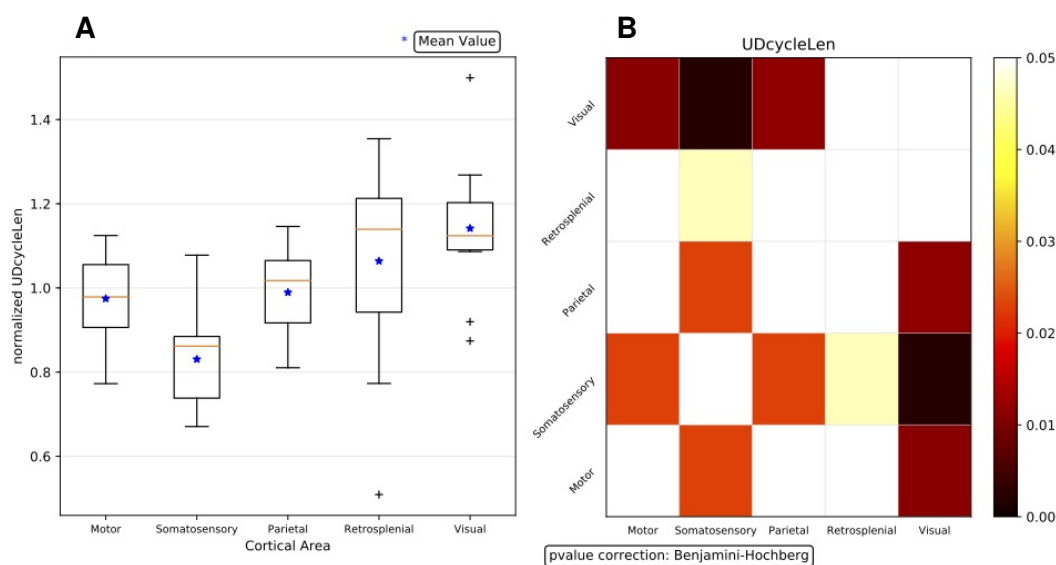 A
* Mean Value
normalized UDcycleLen
1.4
1.2
1.0
0.8
0.6
Motor Somatosensory Parietal Retrosplenial Visual
Cortical Area
B
UDcycleLen
Visual
Retrosplenial
Parietal
Somatosensory
Motor
Motor Somatosensory Parietal Retrosplenial Visual
0.05
0.04
0.03
0.02
0.01
0.00
pvalue correction: Benjamini-Hochberg